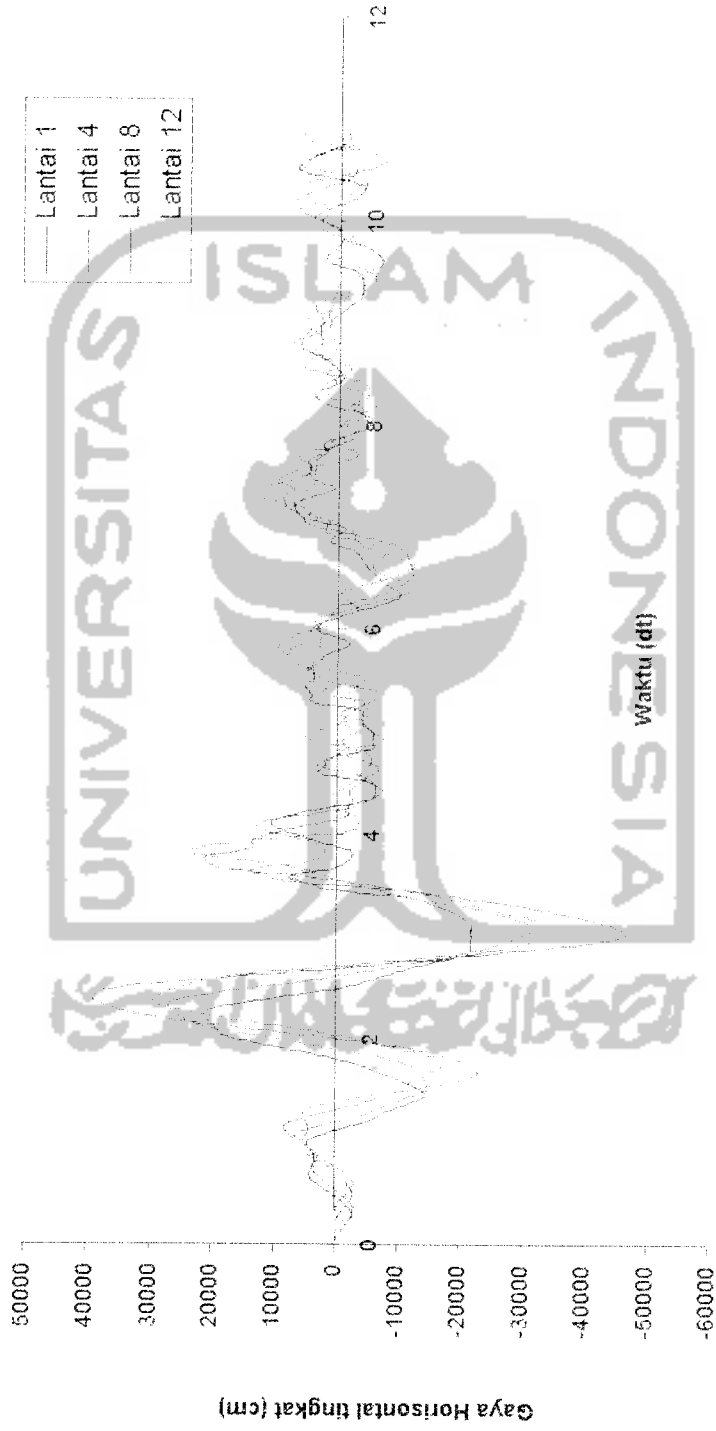 Lantai 1
Lantai 4
Lantai 8
Lantai 12
Gaya Horisontal tingkat (cm)
50000
40000
30000
20000
10000
0
-10000
-20000
-30000
-40000
-50000
-60000
0
2
4
6
8
10
12
Waktu (dt)
UNIVERSITAS
ISLAM
INDONESIA